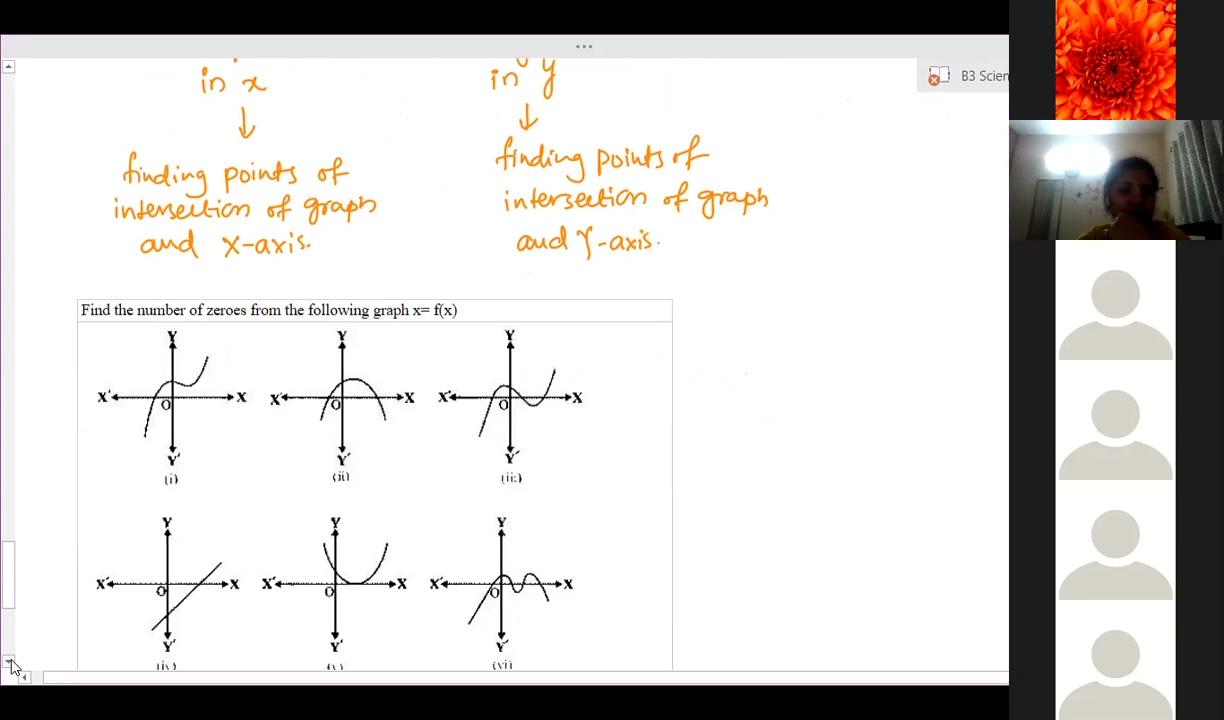 in x
in y
B3 Scien
↓
↓
finding points of
intersection of graph
and X-axis.
finding points of
intersection of graph
and Y-axis.
Find the number of zeroes from the following graph x= f(x)
Y
X'
O
X
Y'
(i)
Y
X'
O
X
Y'
(ii)
Y
X'
O
X
Y'
Y
X'
O
X
Y'
(iv)
Y
X'
O
X
Y'
Y
X'
O
X
Y'
(vi)